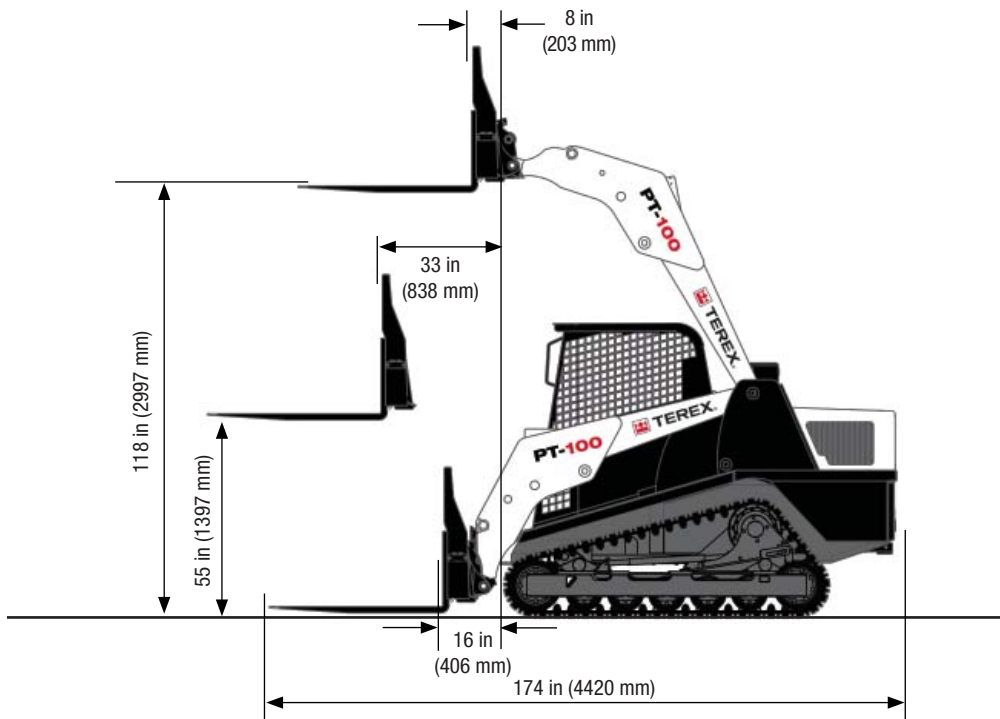 8 in
(203 mm)
PT-100
33 in
(838 mm)
TEREX.
118 in (2997 mm)
TEREX.
PT-100
55 in (1397 mm)
16 in
(406 mm)
174 in (4420 mm)